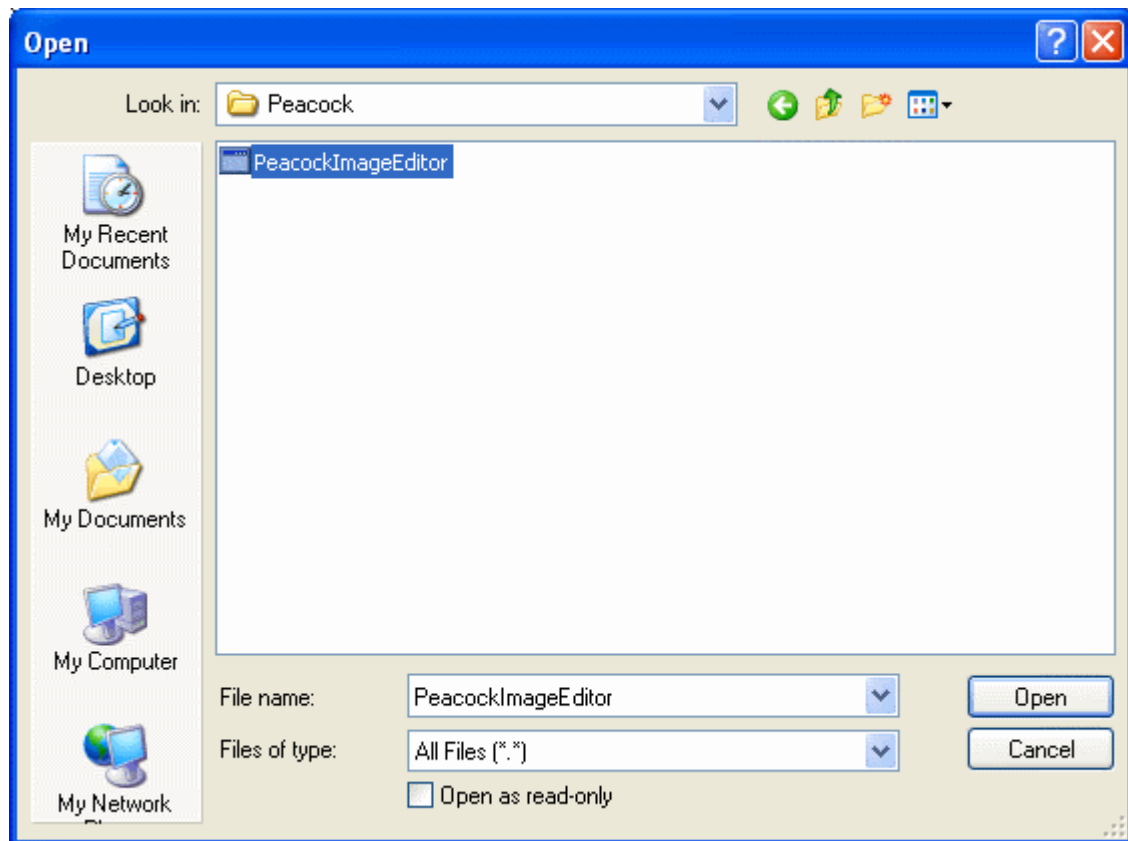 Open
Look in:
Peacock
PeacockImageEditor
My Recent
Documents
Desktop
My Documents
My Computer
My Network
File name:
PeacockImageEditor
Open
Files of type:
All Files (*.*)
Cancel
Open as read-only